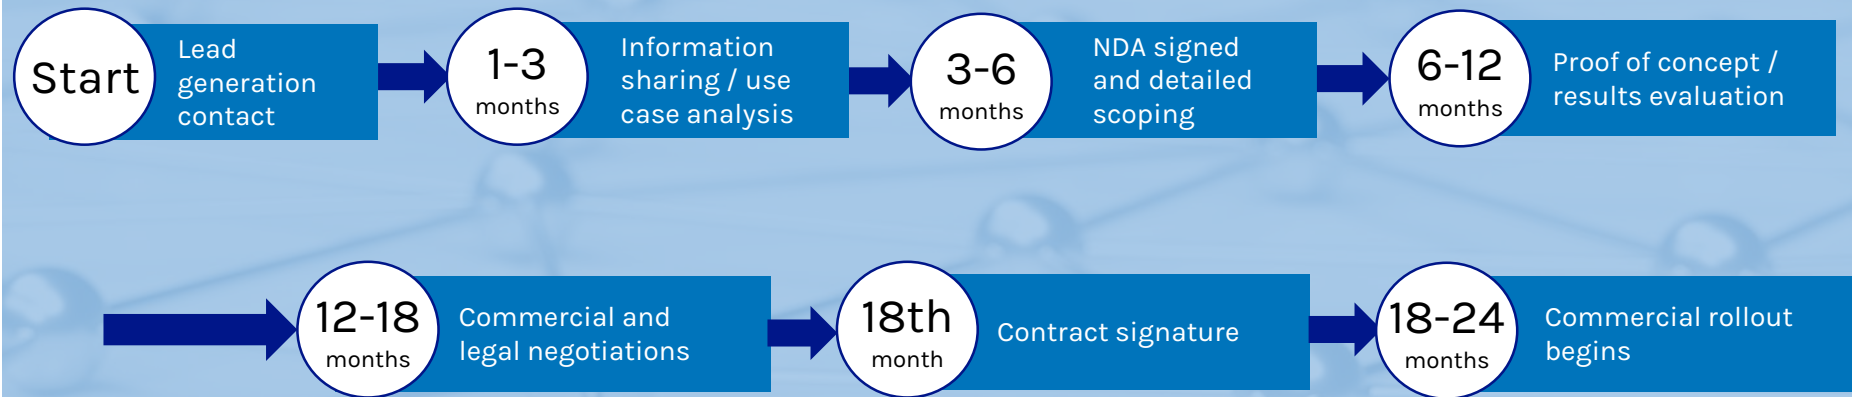 Start
Lead
generation
contact
1-3
months
Information
sharing / use
case analysis
3-6
months
NDA signed
and detailed
scoping
6-12
months
Proof of concept /
results evaluation
12-18
months
Commercial and
legal negotiations
18th
month
Contract signature
18-24
months
Commercial rollout
begins